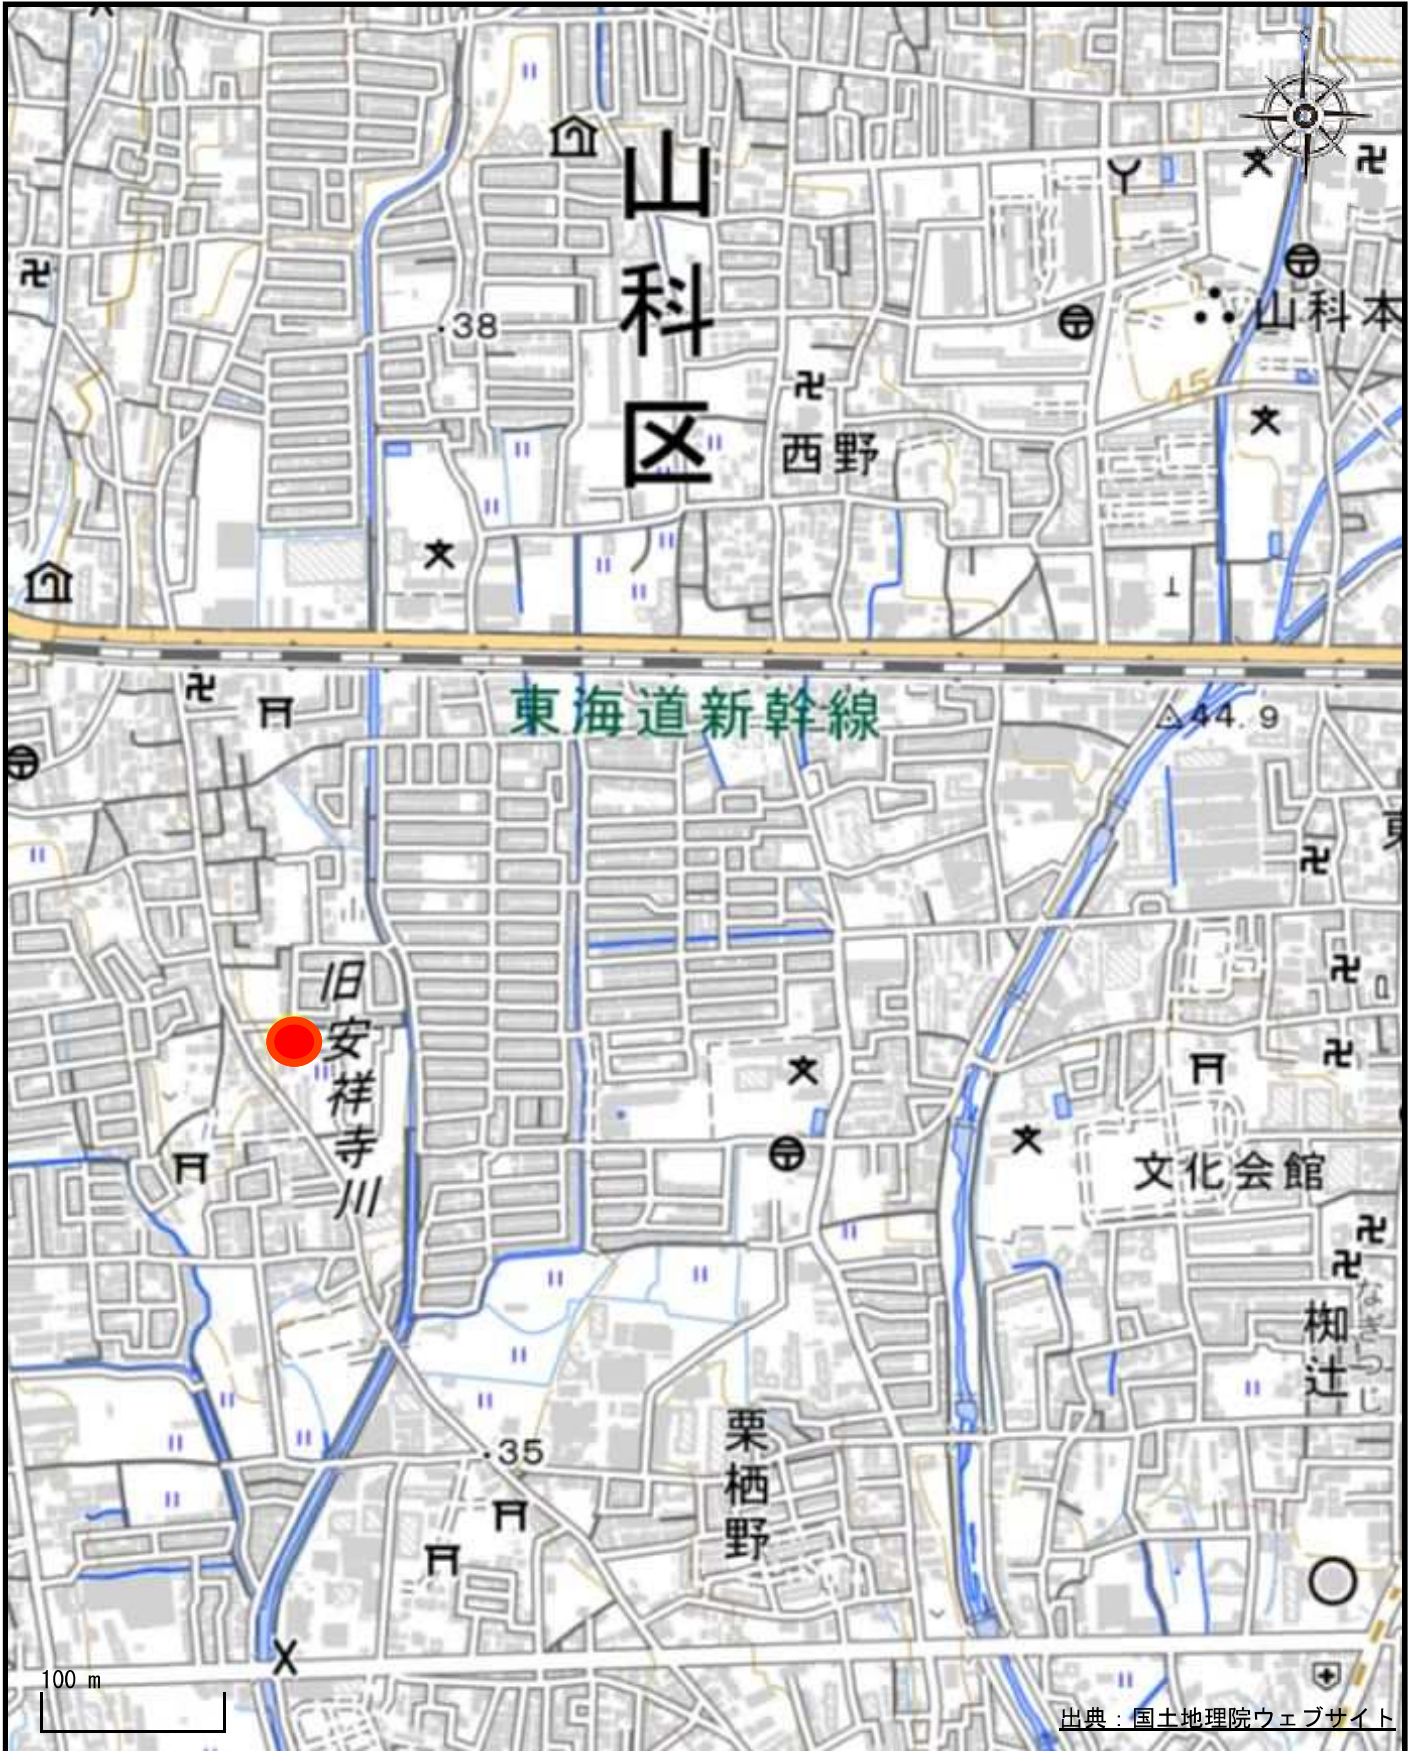 山科区
38
山科本
45
西野
東海道新幹線
44.9
東
旧安祥寺川
文化会館
椥辻
なぎつじ
35
栗栖野
100 m
出典：国土地理院ウェブサイト